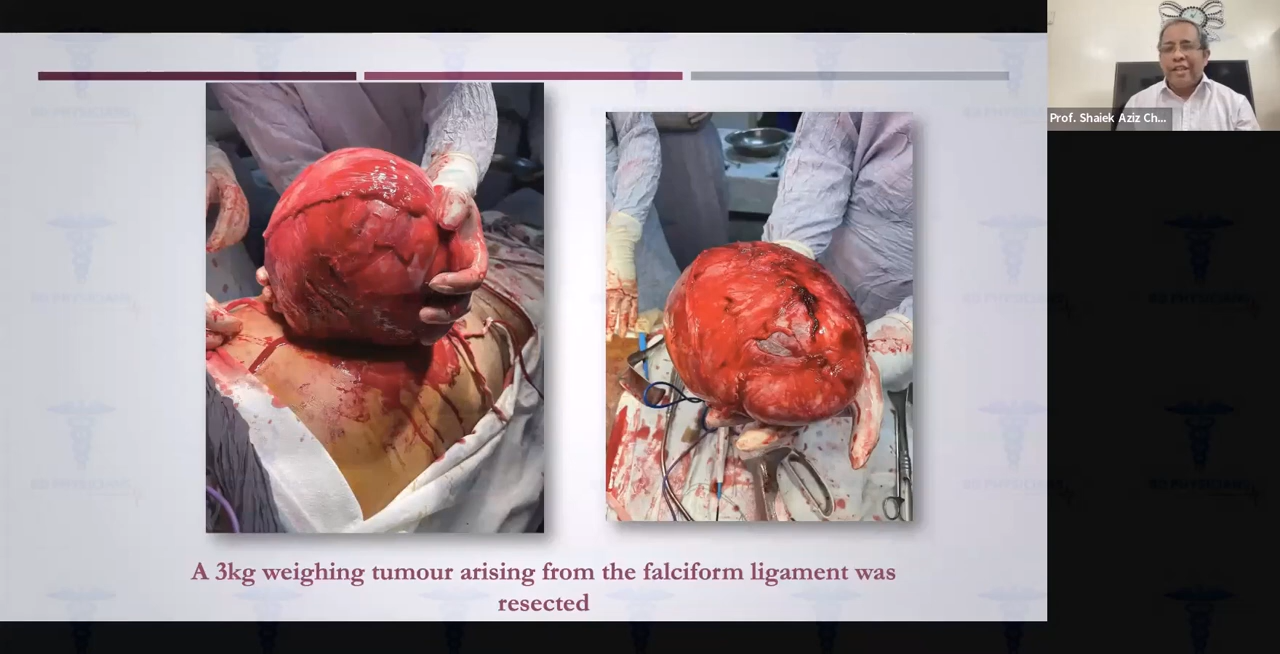 Prof. Shaiek Aziz Ch...
A 3kg weighing tumour arising from the falciform ligament was
resected